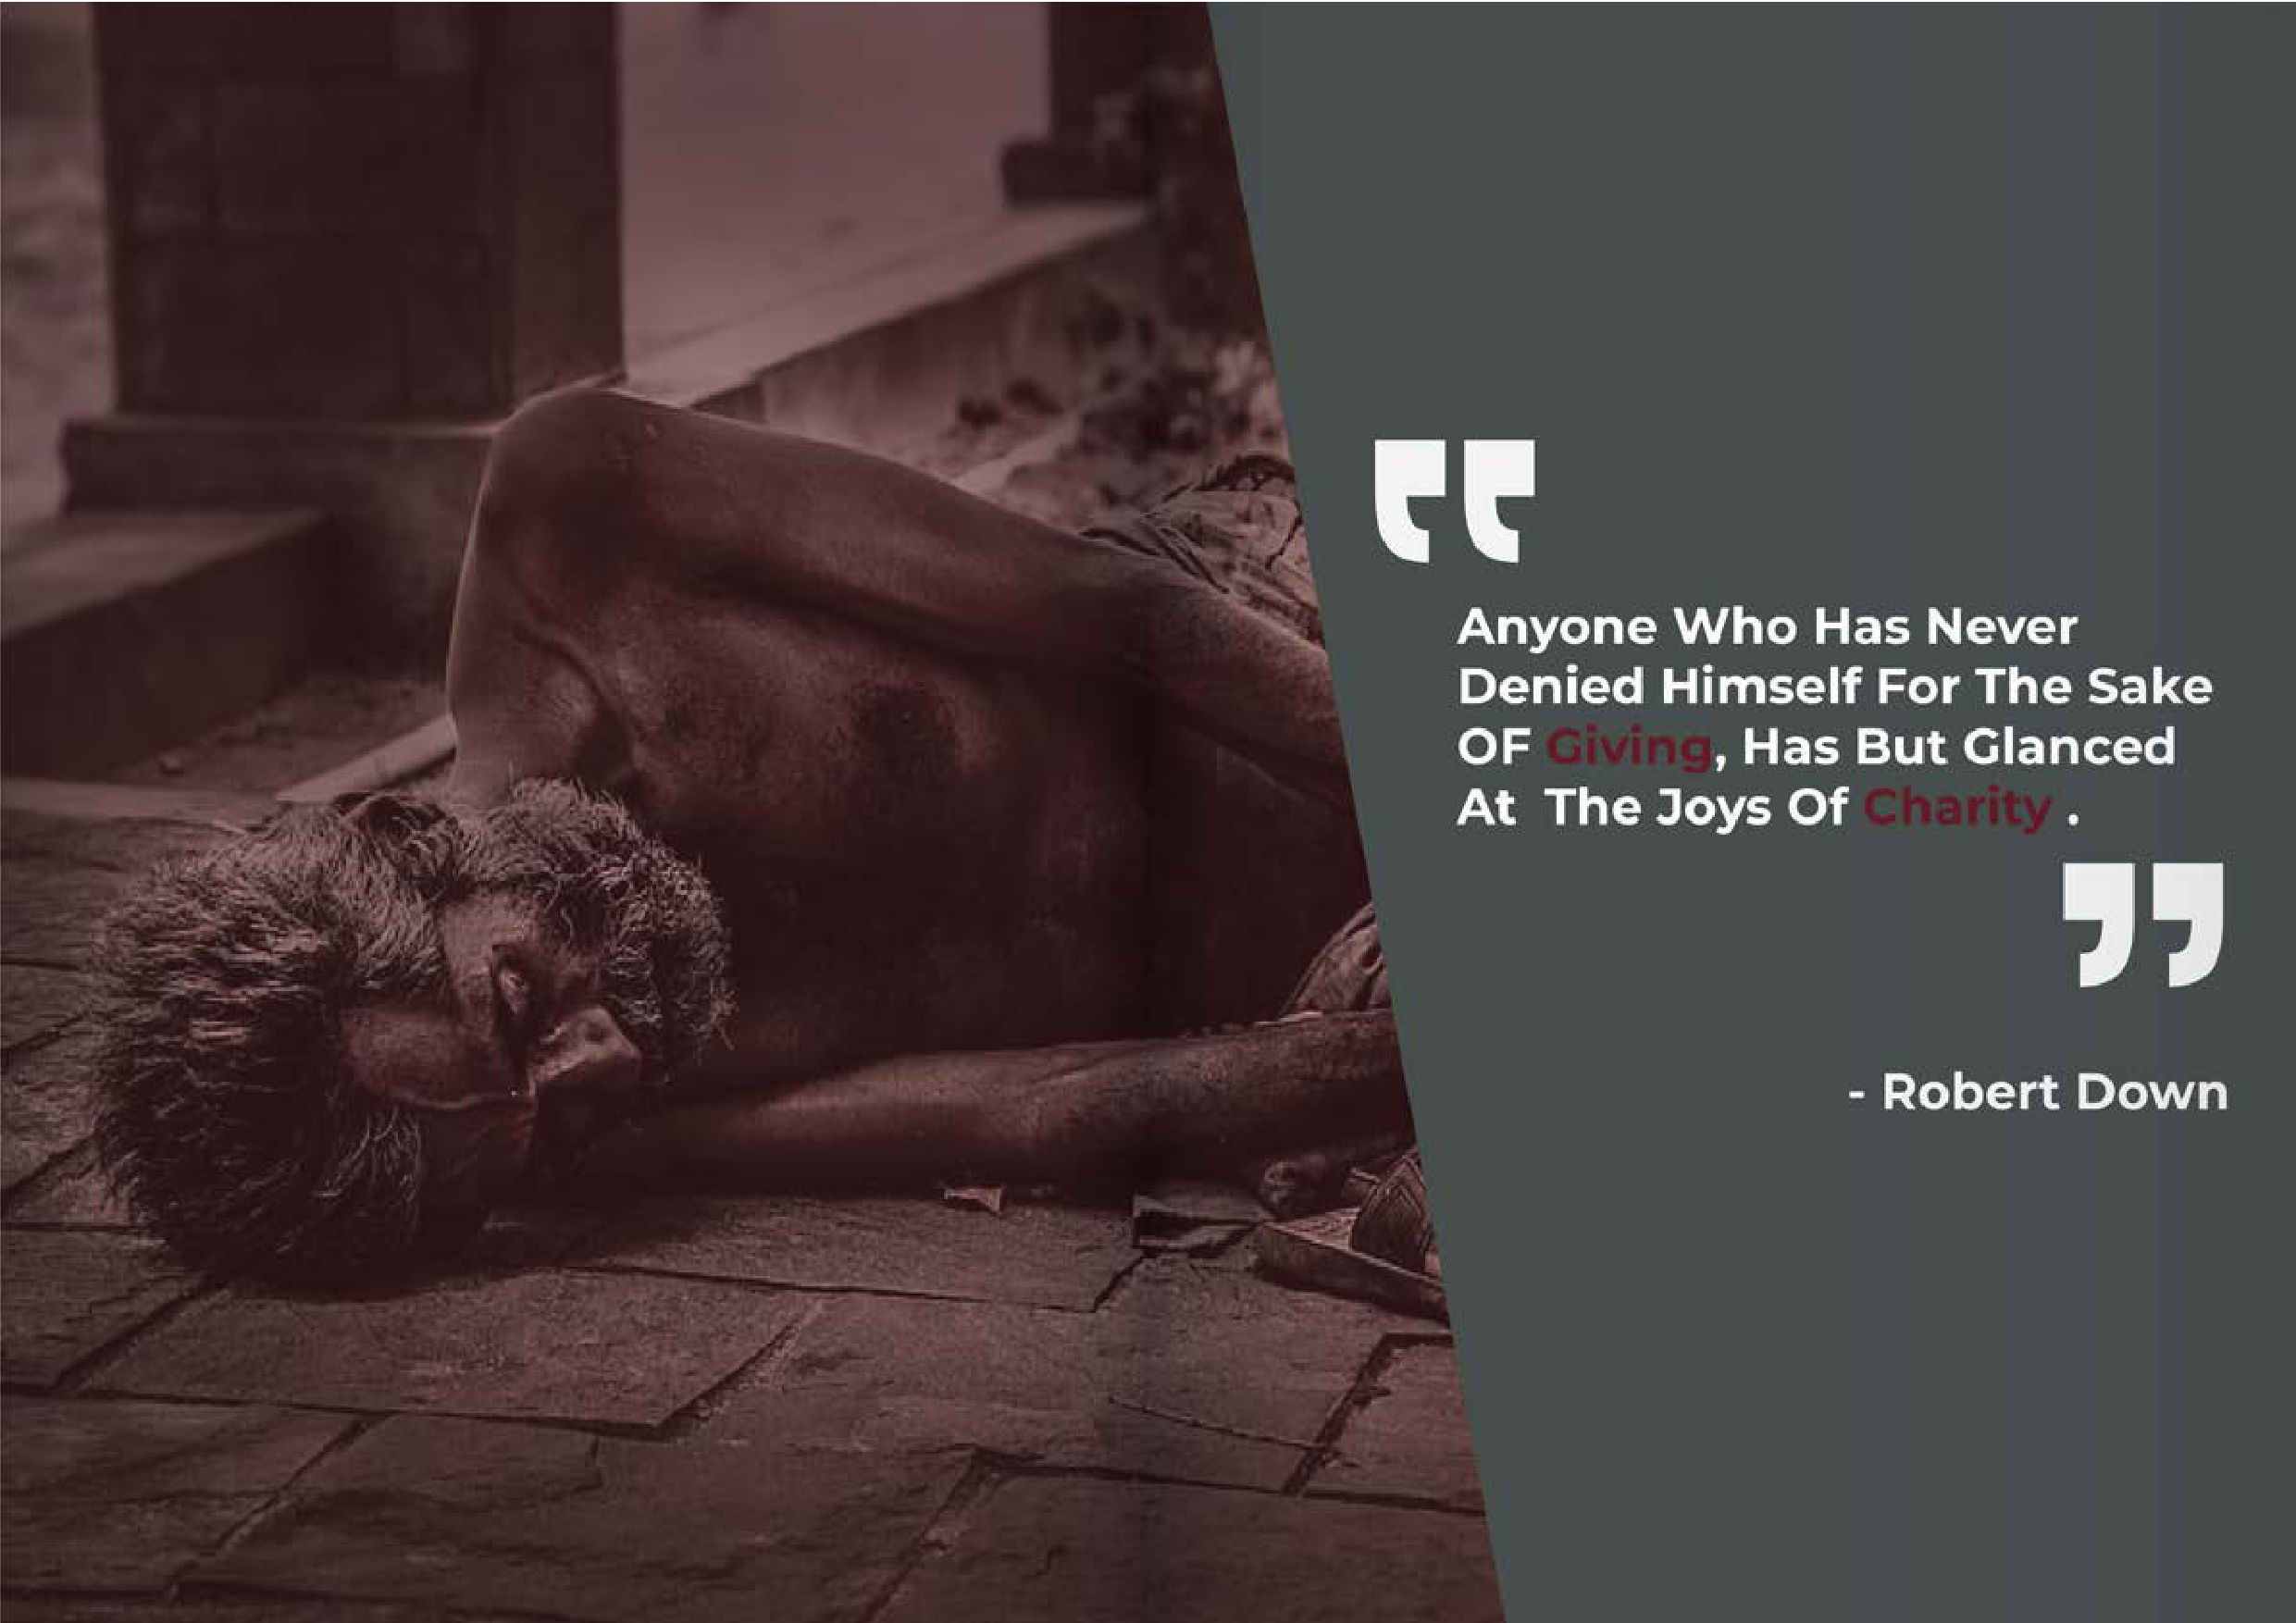 “
Anyone Who Has Never
Denied Himself For The Sake
OF Giving, Has But Glanced
At The Joys Of Charity .
”
- Robert Down